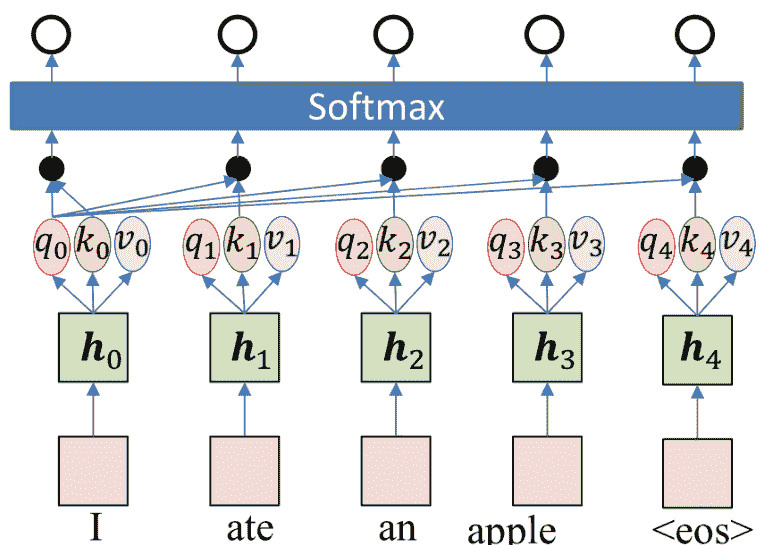 Softmax
q₀ k₀ v₀ q₁ k₁ v₁ q₂ k₂ v₂ q₃ k₃ v₃ q₄ k₄ v₄
h₀ h₁ h₂ h₃ h₄
I ate an apple <eos>